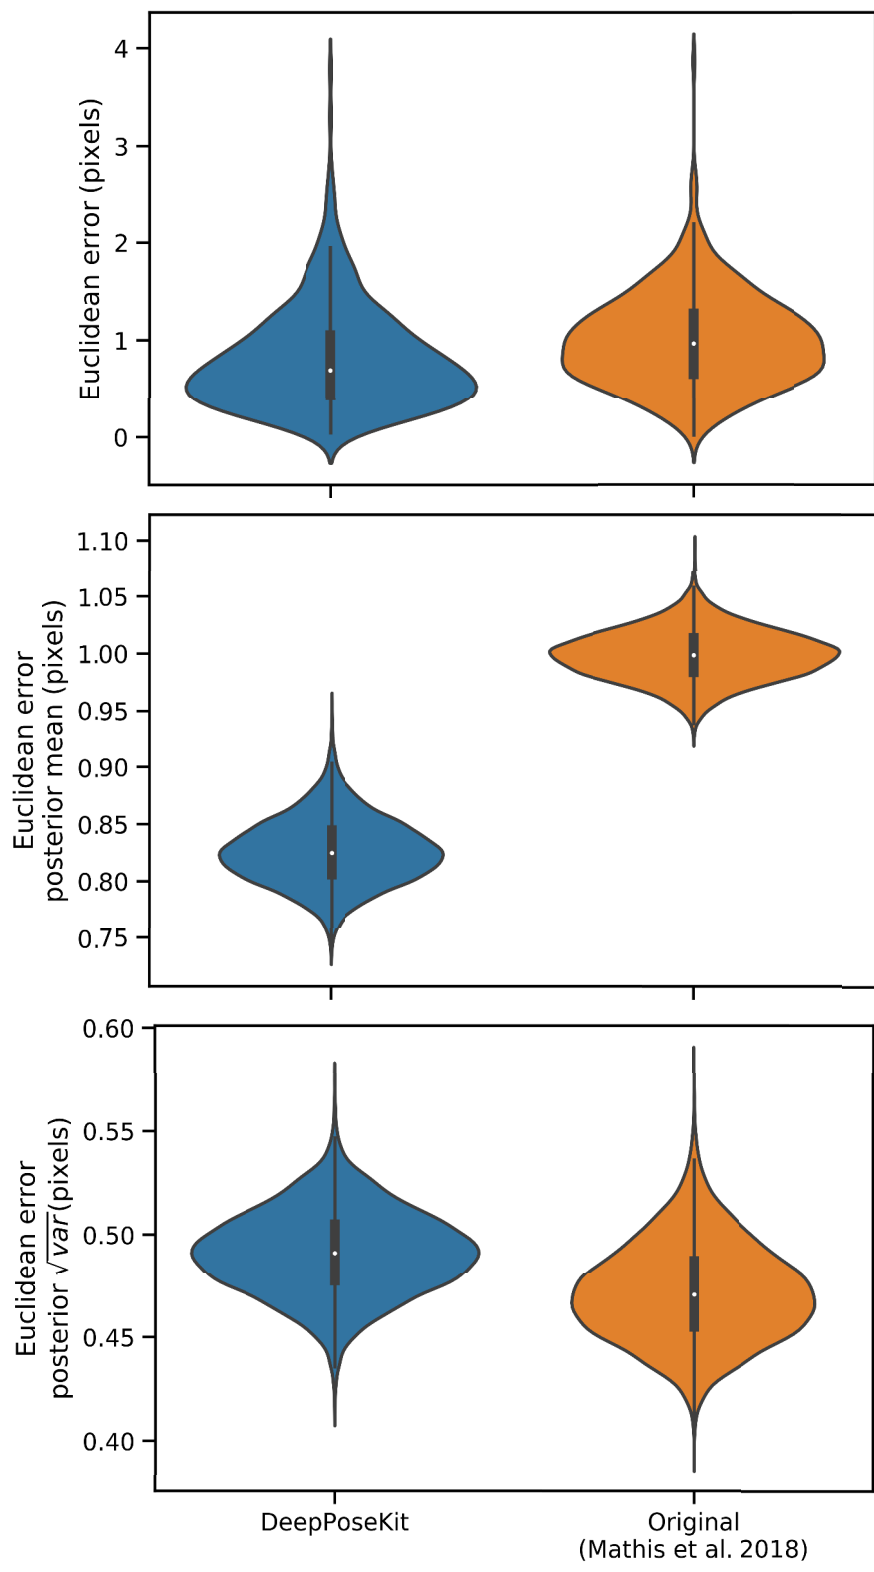 Euclidean error (pixels)
4
3
2
1
0
Euclidean error
posterior mean (pixels)
1.10
1.05
1.00
0.95
0.90
0.85
0.80
0.75
Euclidean error
posterior √var(pixels)
0.60
0.55
0.50
0.45
0.40
DeepPoseKit
Original
(Mathis et al. 2018)